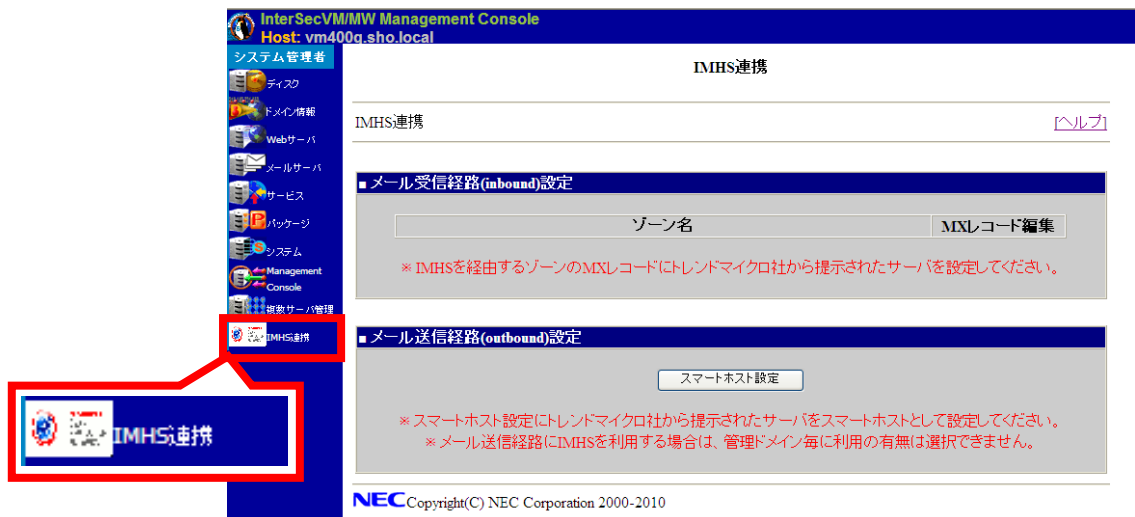 InterSecVM/MW Management Console
Host: vm400g.sho.local
システム管理者
ディスク
ドメイン情報
Webサーバ
メールサーバ
サービス
パッケージ
システム
Management
Console
複数サーバ管理
IMHS連携
IMHS連携
IMHS連携
IMHS連携
[ヘルプ]
■メール受信経路(inbound)設定
ゾーン名 MXレコード編集
※IMHSを経由するゾーンのMXレコードにトレンドマイクロ社から提示されたサーバを設定してください。
■メール送信経路(outbound)設定
スマートホスト設定
※スマートホスト設定にトレンドマイクロ社から提示されたサーバをスマートホストとして設定してください。
※メール送信経路にIMHSを利用する場合は、管理ドメイン毎に利用の有無は選択できません。
NEC Copyright(C) NEC Corporation 2000-2010